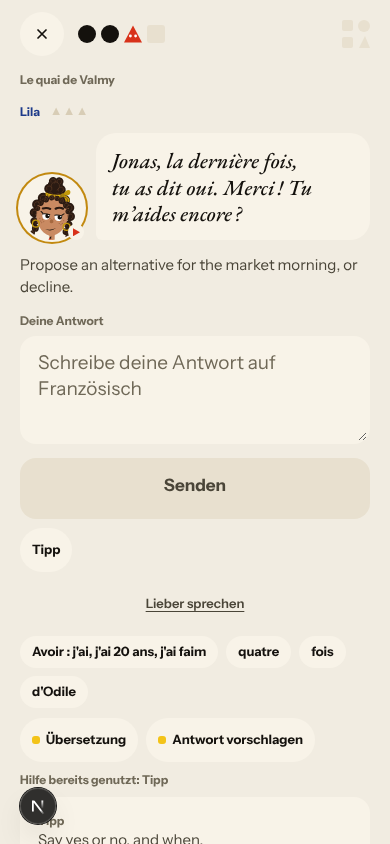 Le quai de Valmy
Lila
Jonas, la dernière fois,
tu as dit oui. Merci ! Tu
m'aides encore ?
Propose an alternative for the market morning, or
decline.
Deine Antwort
Schreibe deine Antwort auf
Französisch
Senden
Tipp
Lieber sprechen
Avoir : j'ai, j'ai 20 ans, j'ai faim
quatre
fois
d'Odile
Übersetzung
Antwort vorschlagen
Hilfe bereits genutzt: Tipp
N
Say yes or no, and when.